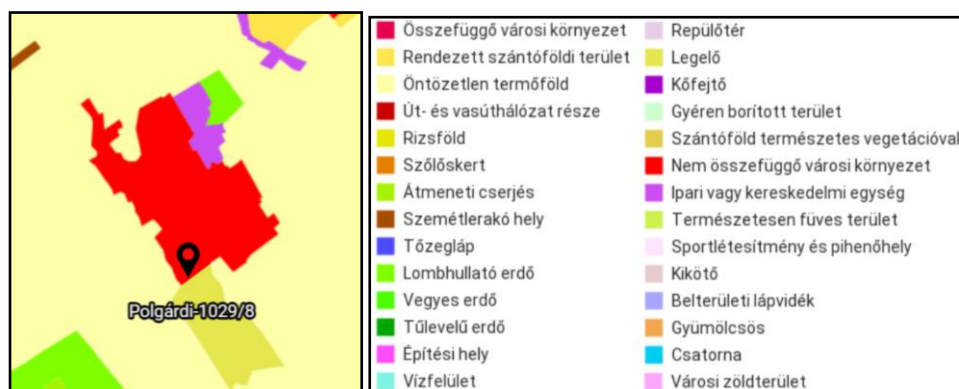 Polgárdi-1029/8
Összefüggő városi környezet
Rendezett szántóföldi terület
Öntözetlen termőföld
Út- és vasúthálózat része
Rizsföld
Szőlőskert
Átmeneti cserjés
Szemétlerakó hely
Tőzegláp
Lombhullató erdő
Vegyes erdő
Tűlevelű erdő
Építési hely
Vízfelület
Repülőtér
Legelő
Kőfejtő
Gyéren borított terület
Szántóföld természetes vegetációval
Nem összefüggő városi környezet
Ipari vagy kereskedelmi egység
Természetesen füves terület
Sportlétesítmény és pihenőhely
Kikötő
Belterületi lápvidék
Gyümölcsös
Csatorna
Városi zöldterület